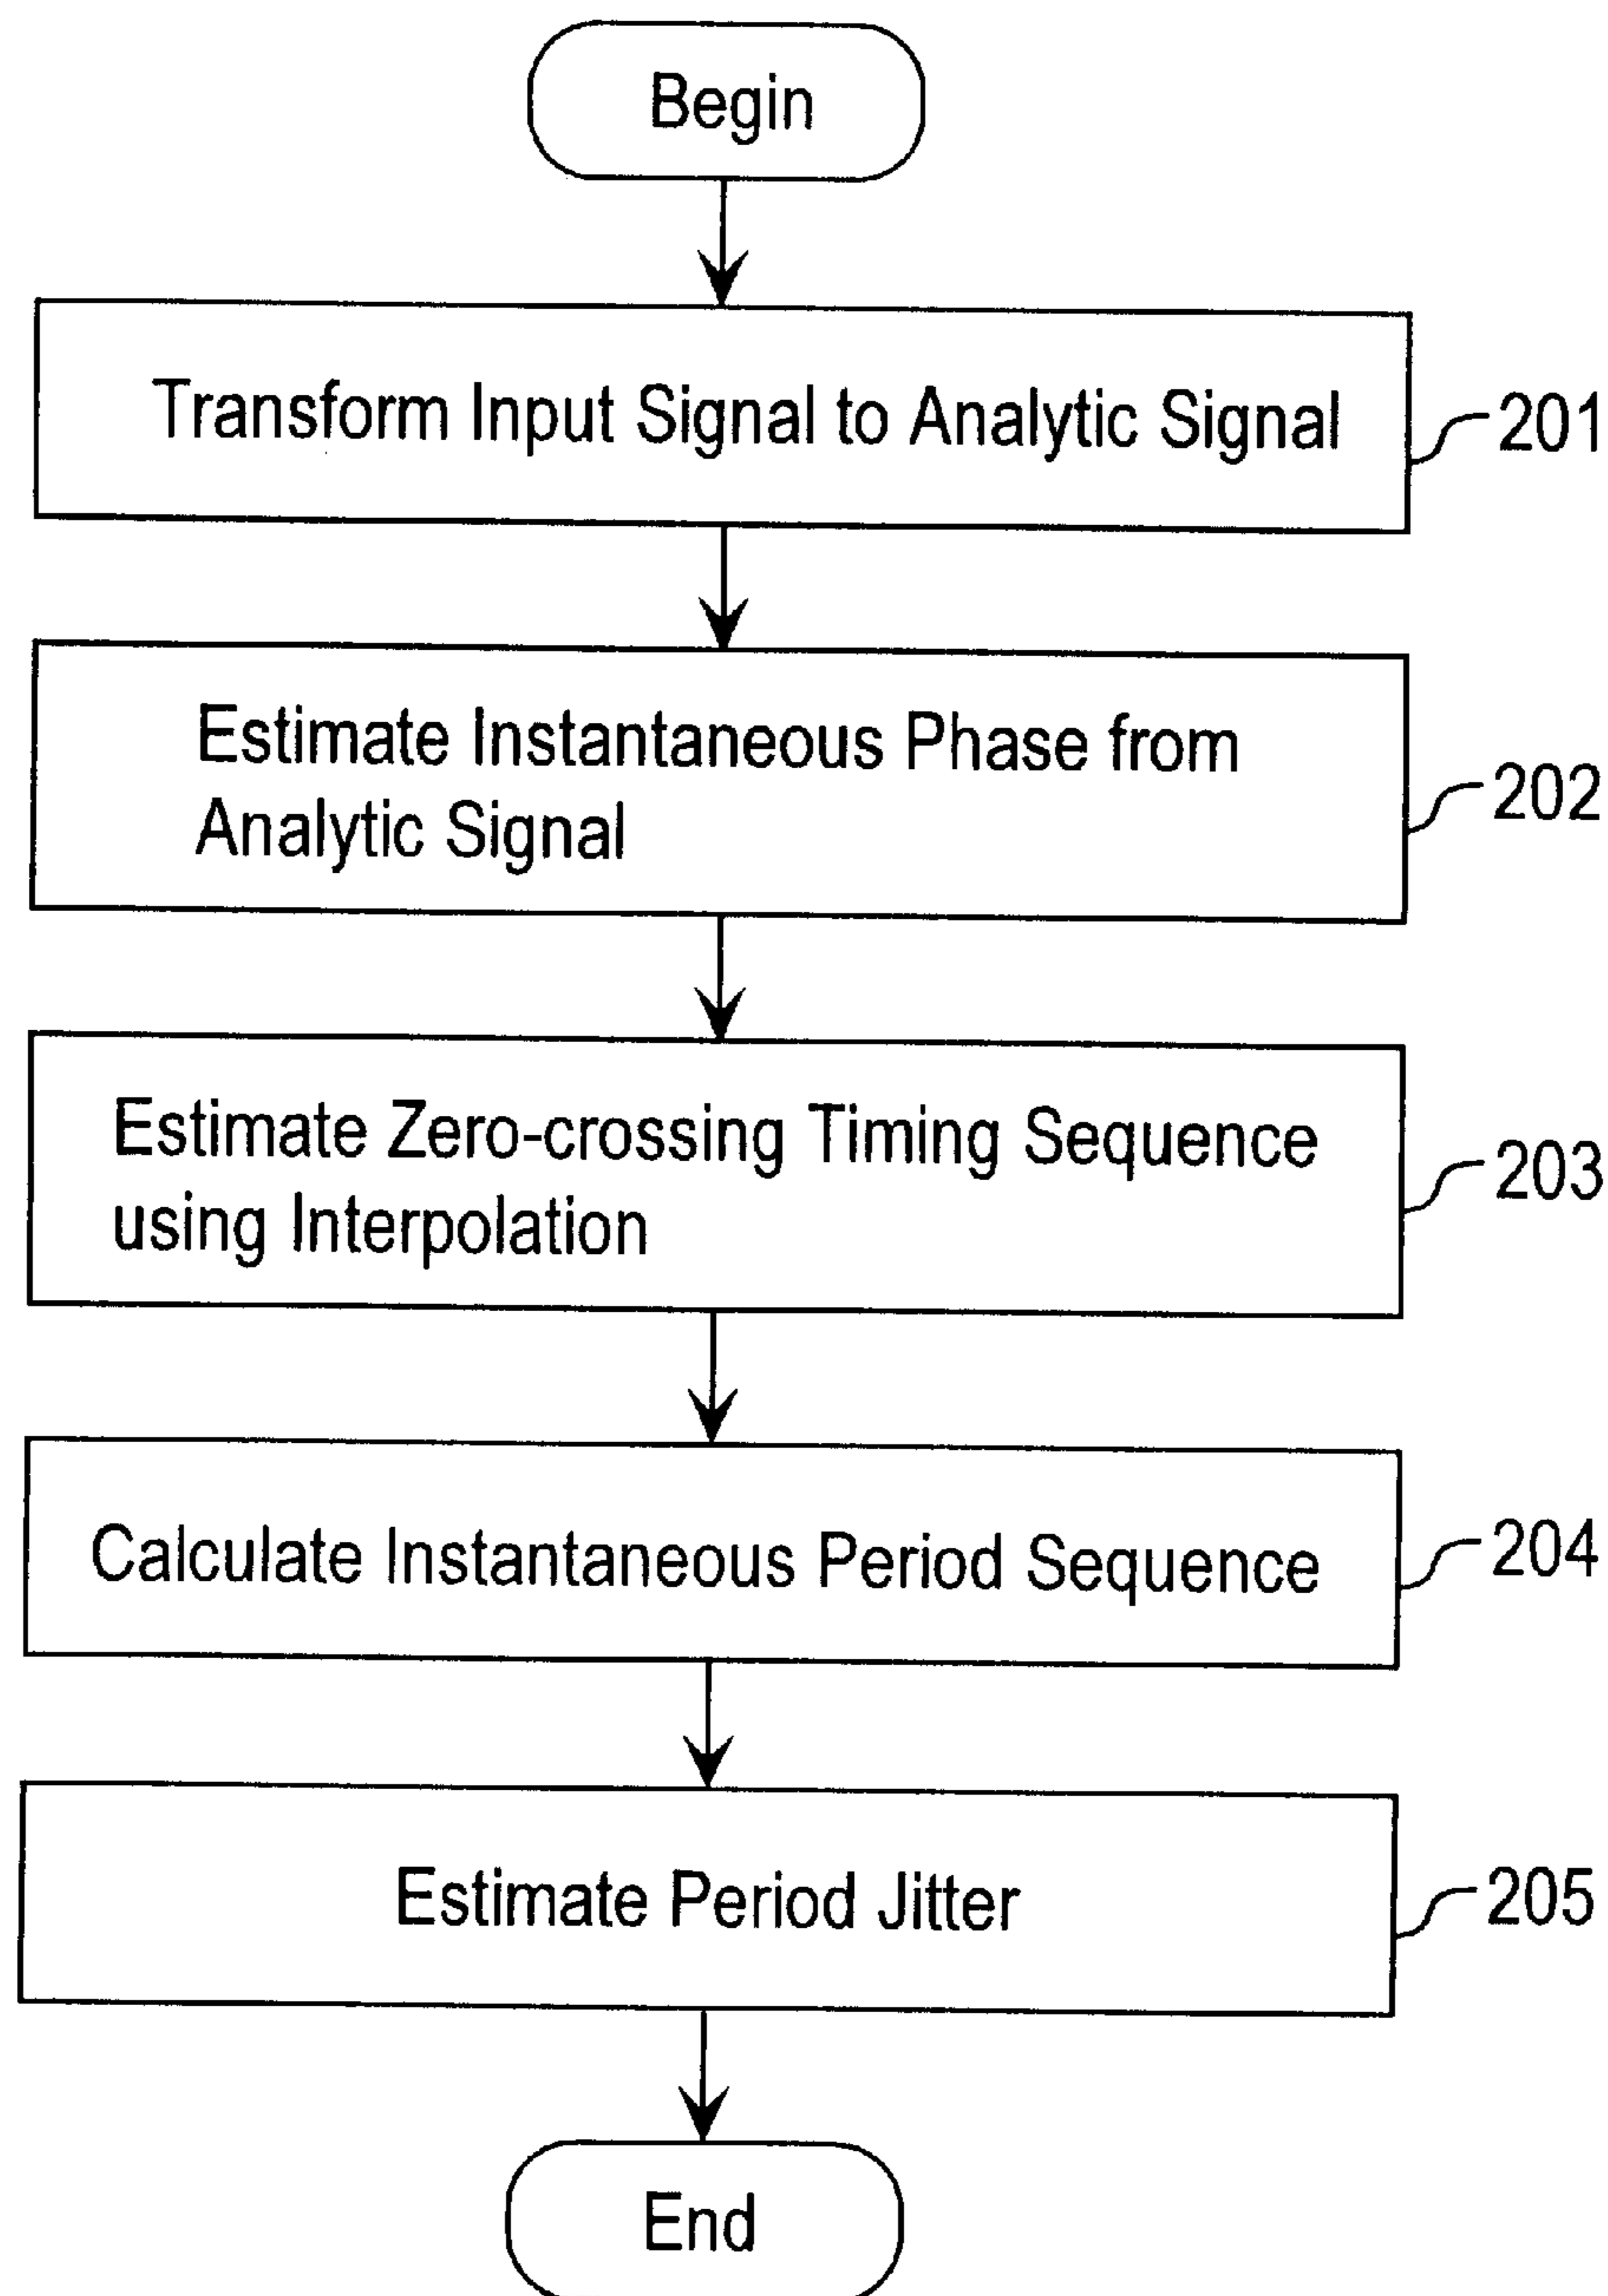 Begin
Transform Input Signal to Analytic Signal
201
Estimate Instantaneous Phase from
Analytic Signal
202
Estimate Zero-crossing Timing Sequence
using Interpolation
203
Calculate Instantaneous Period Sequence
204
Estimate Period Jitter
205
End